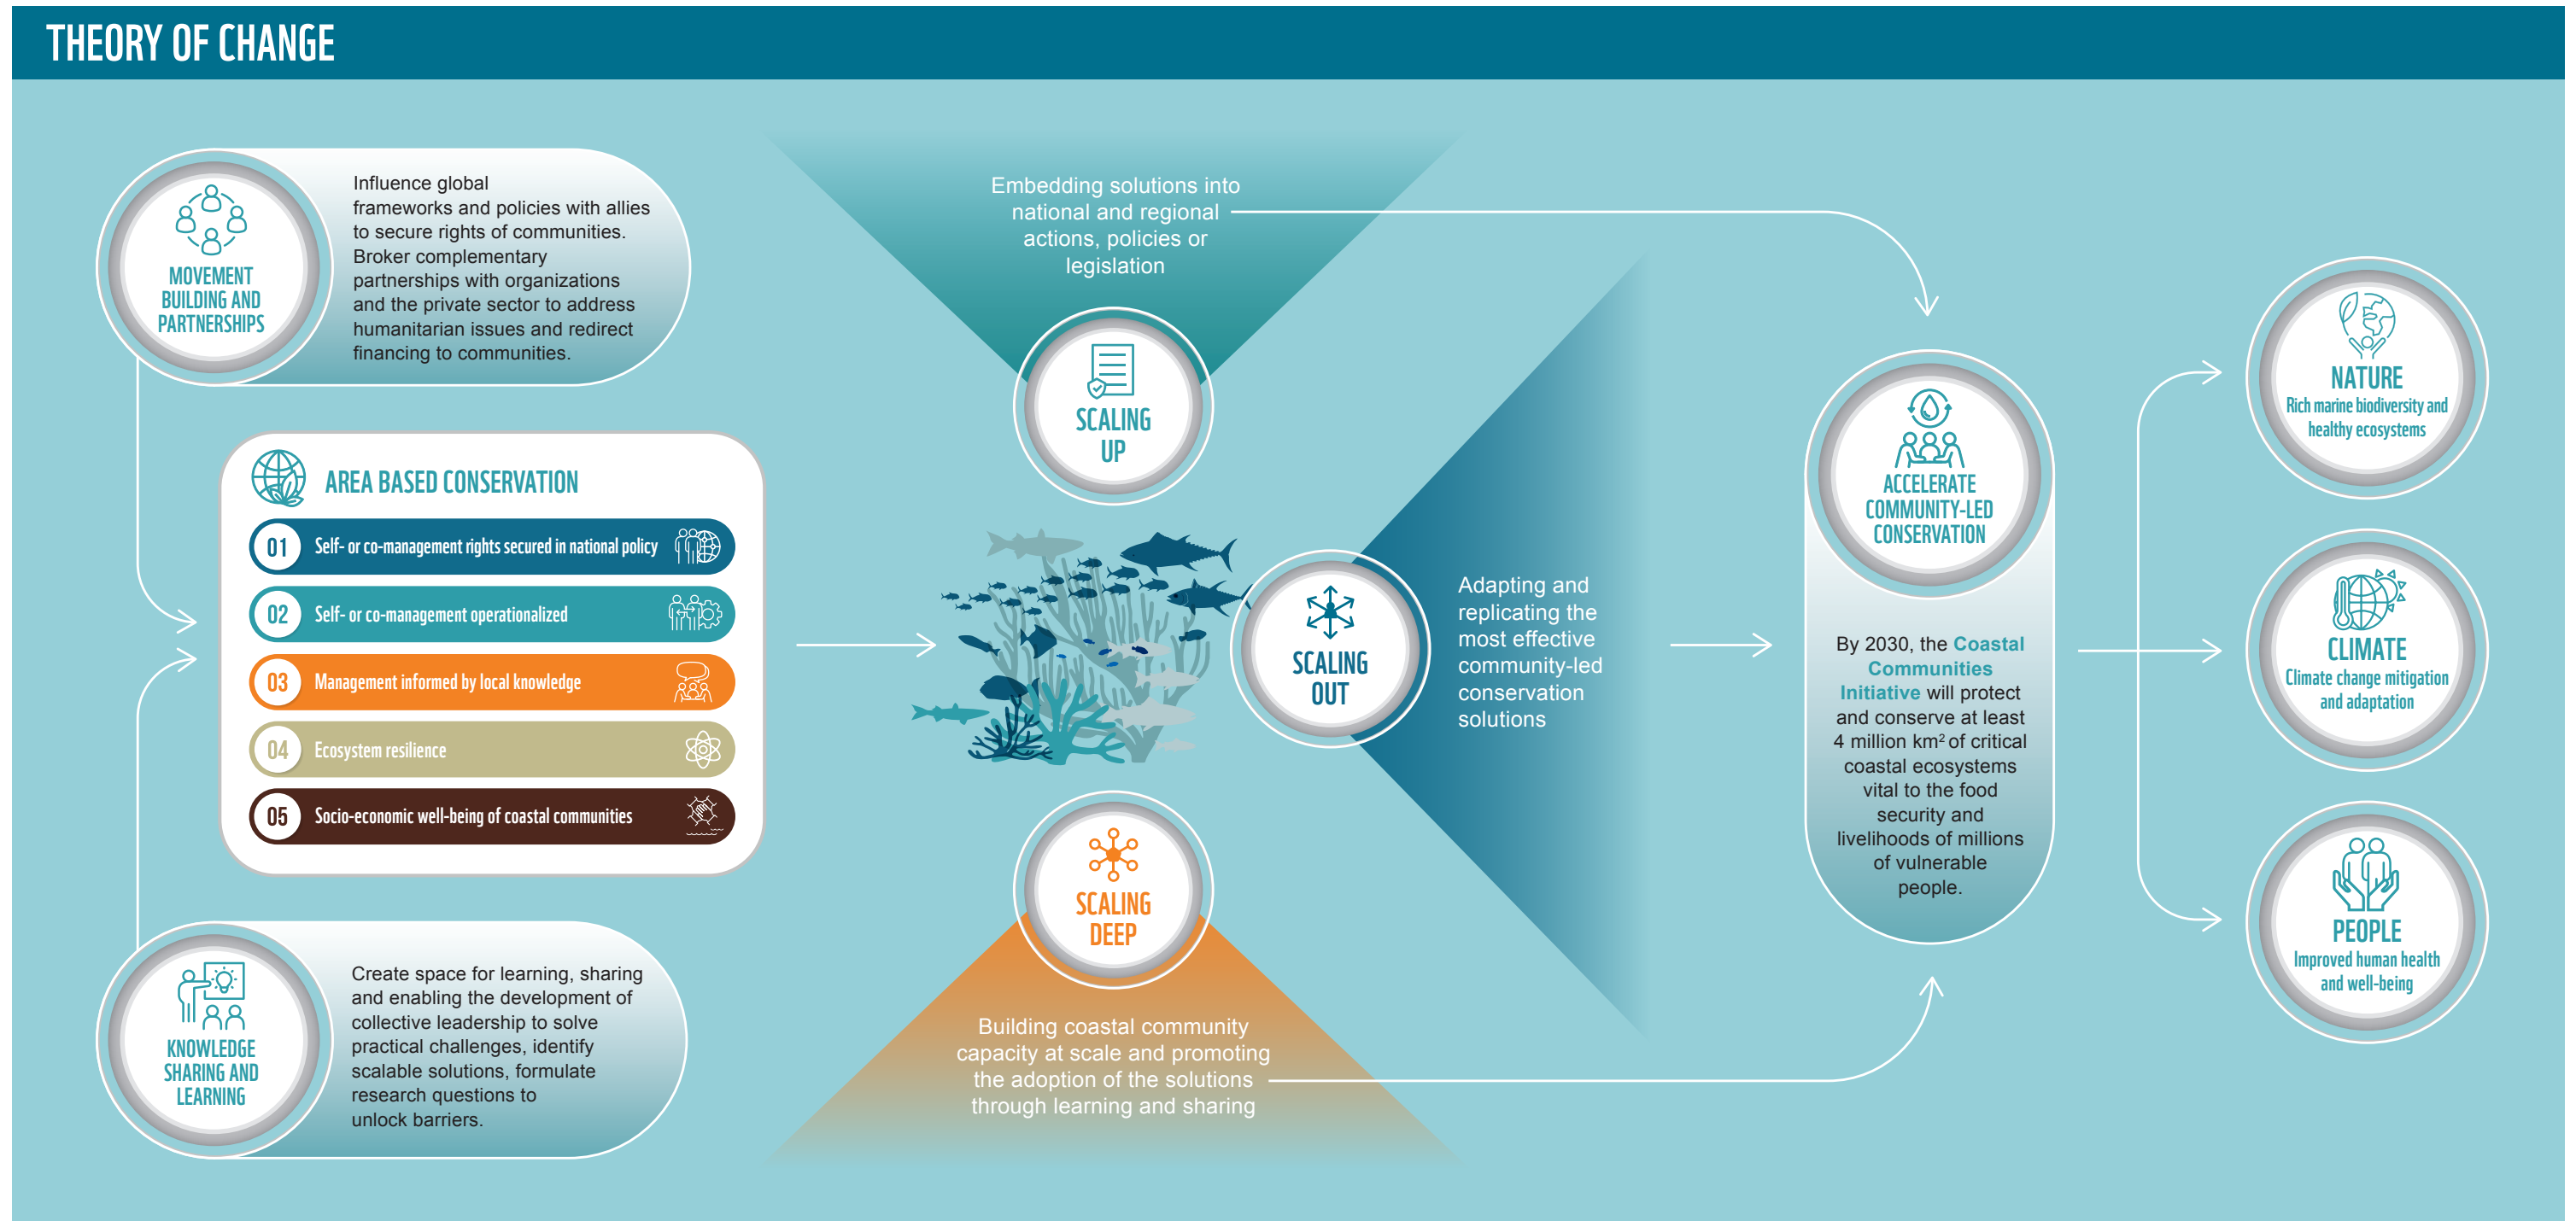 THEORY OF CHANGE
MOVEMENT
BUILDING AND
PARTNERSHIPS
Influence global
frameworks and policies with allies
to secure rights of communities.
Broker complementary
partnerships with organizations
and the private sector to address
humanitarian issues and redirect
financing to communities.
AREA BASED CONSERVATION
01 Self- or co-management rights secured in national policy
02 Self- or co-management operationalized
03 Management informed by local knowledge
04 Ecosystem resilience
05 Socio-economic well-being of coastal communities
KNOWLEDGE
SHARING AND
LEARNING
Create space for learning, sharing
and enabling the development of
collective leadership to solve
practical challenges, identify
scalable solutions, formulate
research questions to
unlock barriers.
Embedding solutions into
national and regional
actions, policies or
legislation
SCALING
UP
SCALING
OUT
Adapting and
replicating the
most effective
community-led
conservation
solutions
SCALING
DEEP
Building coastal community
capacity at scale and promoting
the adoption of the solutions
through learning and sharing
ACCELERATE
COMMUNITY-LED
CONSERVATION
By 2030, the Coastal
Communities
Initiative will protect
and conserve at least
4 million km² of critical
coastal ecosystems
vital to the food
security and
livelihoods of millions
of vulnerable
people.
NATURE
Rich marine biodiversity and
healthy ecosystems
CLIMATE
Climate change mitigation
and adaptation
PEOPLE
Improved human health
and well-being